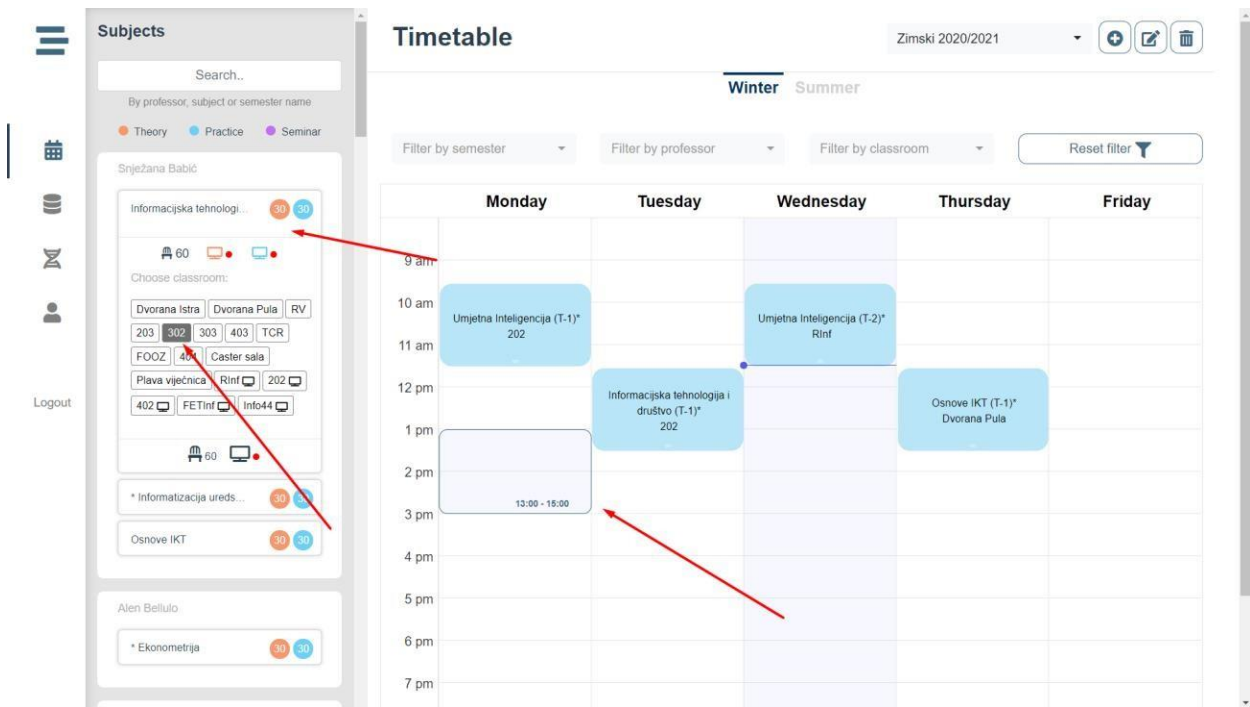 Subjects
Search..
By professor, subject or semester name
Theory Practice Seminar
Snježana Babić
Informacijska tehnologi... 30 30
60
Choose classroom:
Dvorana Istra Dvorana Pula RV
203 302 303 403 TCR
FOOZ 404 Caster sala
Plava viječnica RInf 202
402 FETInf Info44
60
* Informatizacija ureds... 30 30
Osnove IKT 30 30
Alen Belullo
* Ekonometrija 30 30
Logout
Timetable
Zimski 2020/2021
Winter Summer
Filter by semester Filter by professor Filter by classroom Reset filter
Monday Tuesday Wednesday Thursday Friday
9 am
10 am
Umjetna Inteligencija (T-1)*
202
Umjetna Inteligencija (T-2)*
RInf
11 am
12 pm
Informacijska tehnologija i
društvo (T-1)*
202
Osnove IKT (T-1)*
Dvorana Pula
1 pm
2 pm
13:00 - 15:00
3 pm
4 pm
5 pm
6 pm
7 pm